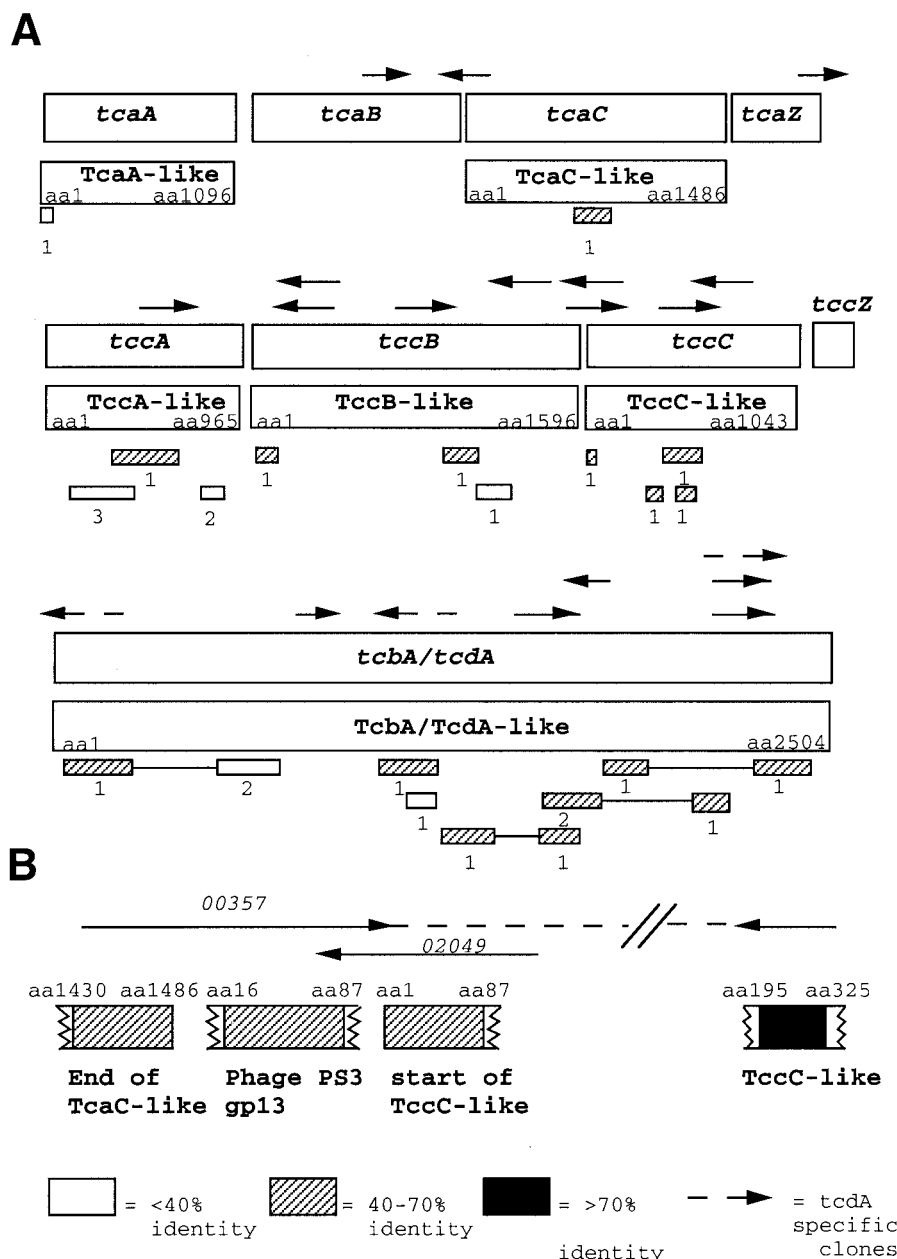 A
tcaA tcaB tcaC tcaZ
TcaA-like TcaC-like
aa1 aa1096 aa1 aa1486
1 1
tccZ
tccA tccB tccC
TccA-like TccB-like TccC-like
aa1 aa965 aa1 aa1596 aa1 aa1043
1 1 1 1 1
3 2 1 1 1
tcbA/tcdA
TcbA/TcdA-like
aa1 aa2504
1 2 1 1 1
1 2 1
1 1
B
00357
02049
aa1430 aa1486 aa16 aa87 aa1 aa87 aa195 aa325
End of Phage PS3 start of TccC-like
TcaC-like gp13 TccC-like
= <40% = 40-70% = >70% = tcdA
identity identity identity specific
clones